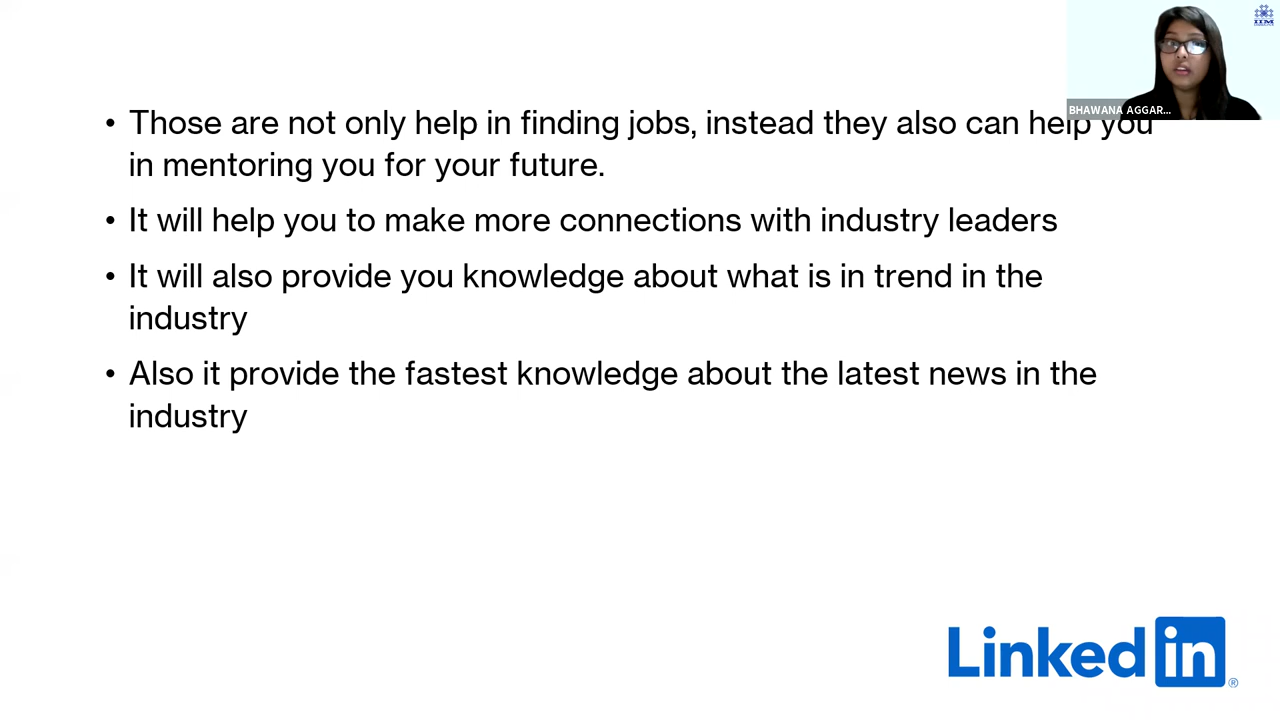 IIM
BHAWANA AGGAR...
• Those are not only help in finding jobs, instead they also can help you
in mentoring you for your future.
• It will help you to make more connections with industry leaders
• It will also provide you knowledge about what is in trend in the
industry
• Also it provide the fastest knowledge about the latest news in the
industry
Linked in ®